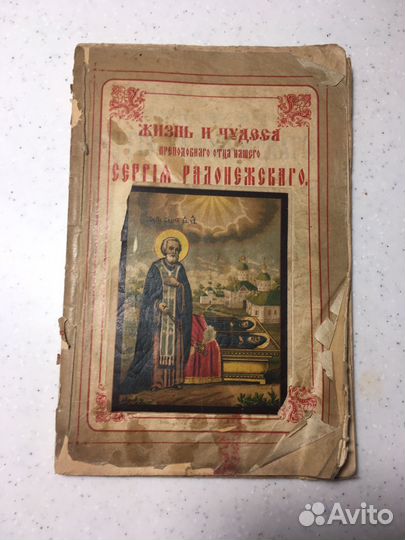 ЖИЗНЬ И ЧУДЕСА
ПРЕПОДОБНАГО ОТЦА НАШЕГО
СЕРГІЯ РАДОНЕЖСКАГО.
Avito